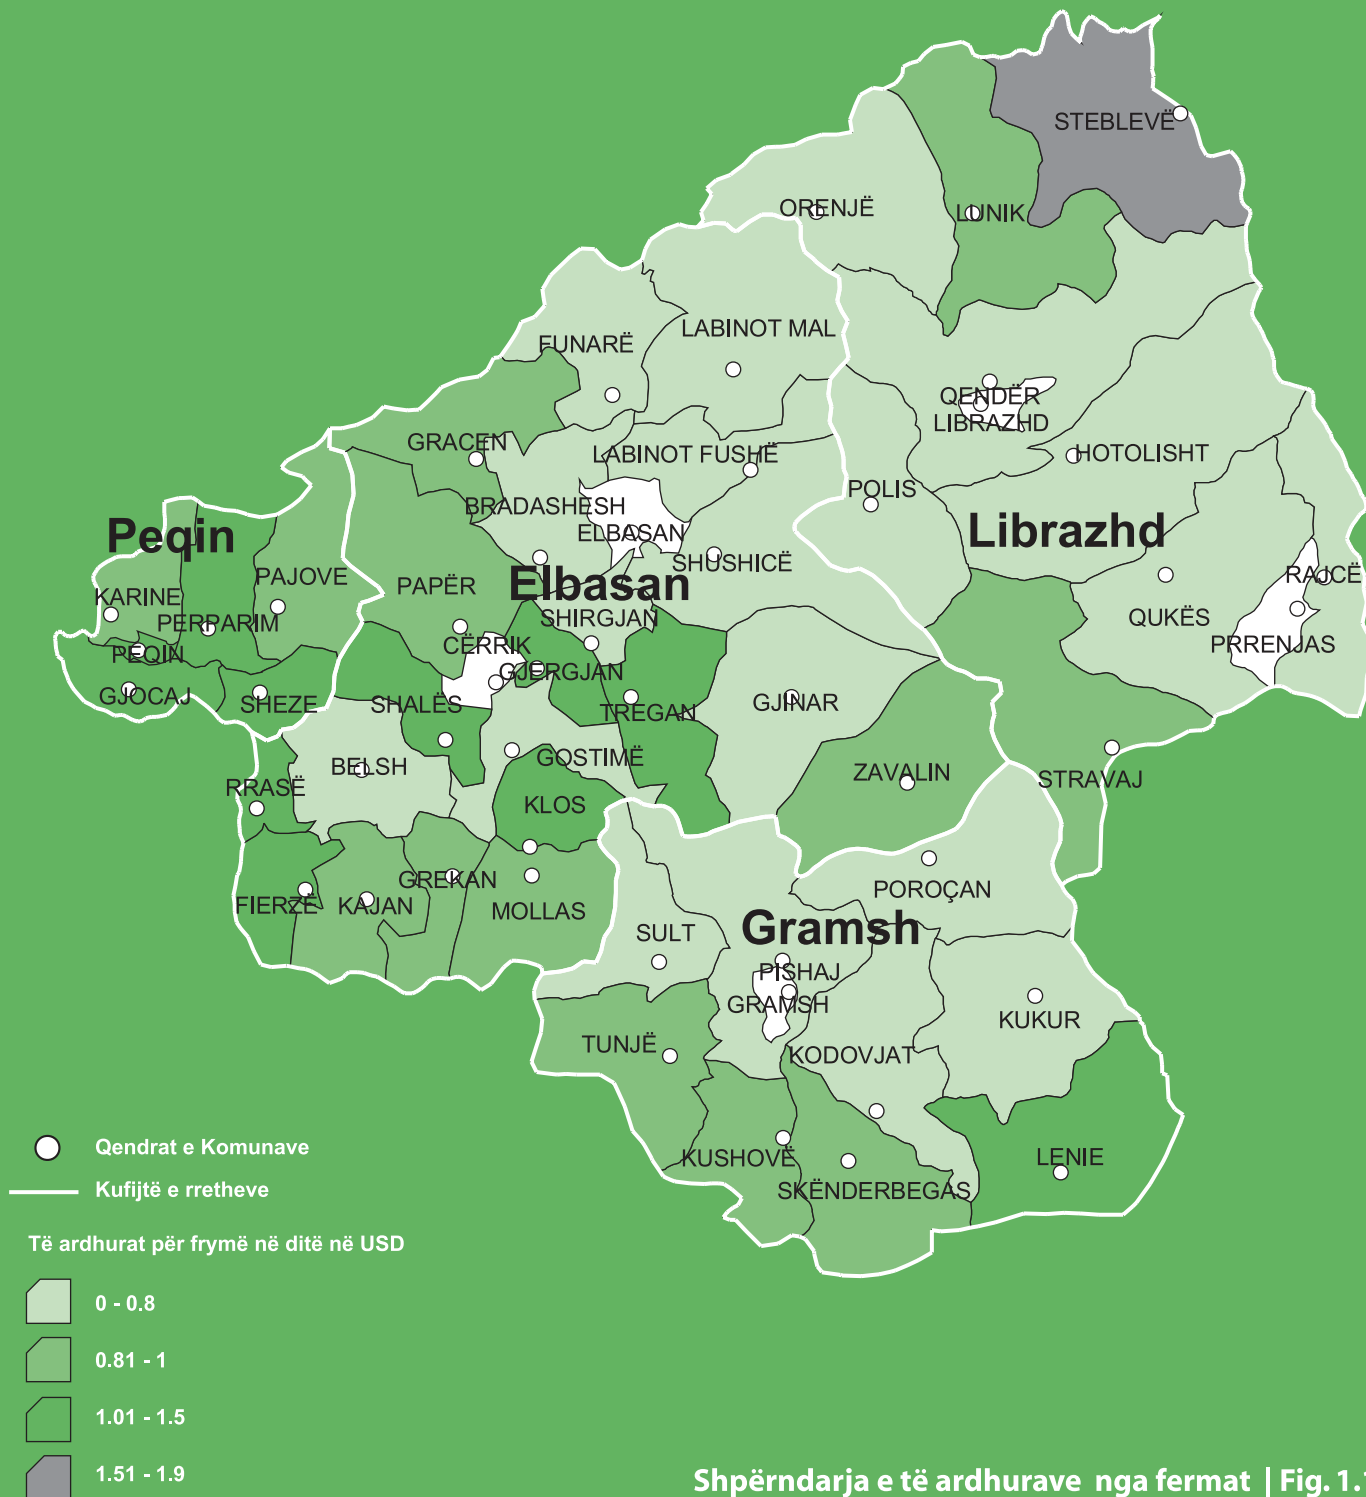 STEBLEVË
ORENJË
LUNIK
LABINOT MAL
FUNARË
QENDËR
LIBRAZHD
GRACEN
LABINOT FUSHË
HOTOLISHT
POLIS
BRADASHESH
ELBASAN
Peqin
Librazhd
SHUSHICË
PAJOVE
PAPËR
Elbasan
RAJCË
KARINE
PERPARIM
SHIRGJAN
QUKËS
PRRENJAS
PEQIN
CËRRIK
GJERGJAN
GJOCAJ
SHEZE
SHALËS
TREGAN
GJINAR
BELSH
GOSTIMË
ZAVALIN
STRAVAJ
RRASË
KLOS
FIERZË
KAJAN
GREKAN
MOLLAS
POROÇAN
SULT
Gramsh
PISHAJ
GRAMSH
KUKUR
TUNJË
KODOVJAT
KUSHOVË
SKËNDERBEGAS
LENIE
Qendrat e Komunave
Kufijtë e rretheve
Të ardhurat për frymë në ditë në USD
0 - 0.8
0.81 - 1
1.01 - 1.5
1.51 - 1.9
Shpërndarja e të ardhurave nga fermat | Fig. 1.